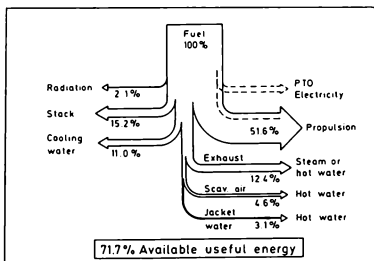 Fuel
100%
Radiation
2.1%
Stack
15.2%
Cooling
water
11.0%
PTO
Electricity
51.6%
Propulsion
Exhaust
12.4%
Steam or
hot water
Scav. air
4.6%
Hot water
Jacket
water
3.1%
Hot water
71.7% Available useful energy